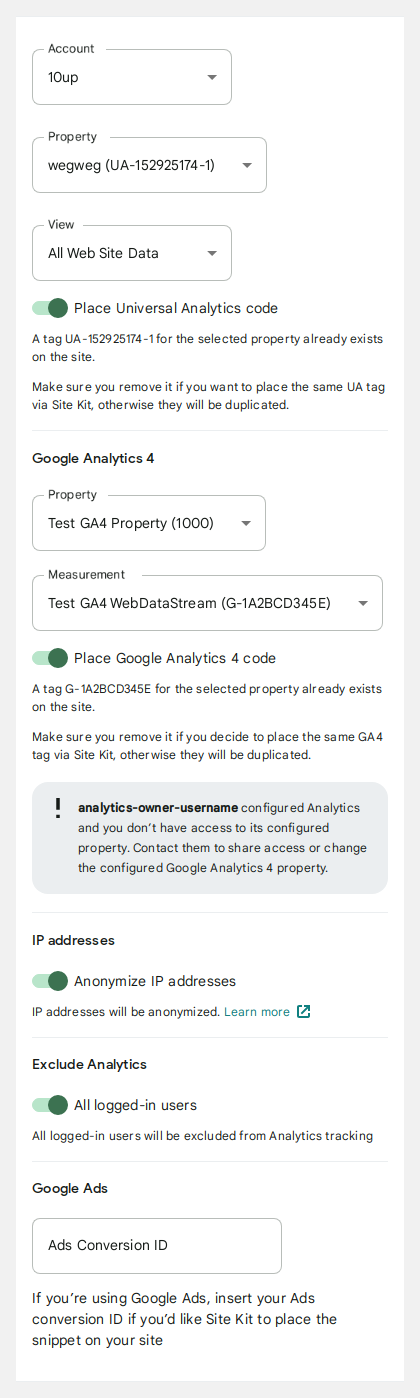 Account
10up
Property
wegweg (UA-152925174-1)
View
All Web Site Data
Place Universal Analytics code
A tag UA-152925174-1 for the selected property already exists
on the site.
Make sure you remove it if you want to place the same UA tag
via Site Kit, otherwise they will be duplicated.
Google Analytics 4
Property
Test GA4 Property (1000)
Measurement
Test GA4 WebDataStream (G-1A2BCD345E)
Place Google Analytics 4 code
A tag G-1A2BCD345E for the selected property already exists
on the site.
Make sure you remove it if you decide to place the same GA4
tag via Site Kit, otherwise they will be duplicated.
! analytics-owner-username configured Analytics
and you don’t have access to its configured
property. Contact them to share access or change
the configured Google Analytics 4 property.
IP addresses
Anonymize IP addresses
IP addresses will be anonymized. Learn more
Exclude Analytics
All logged-in users
All logged-in users will be excluded from Analytics tracking
Google Ads
Ads Conversion ID
If you’re using Google Ads, insert your Ads
conversion ID if you’d like Site Kit to place the
snippet on your site